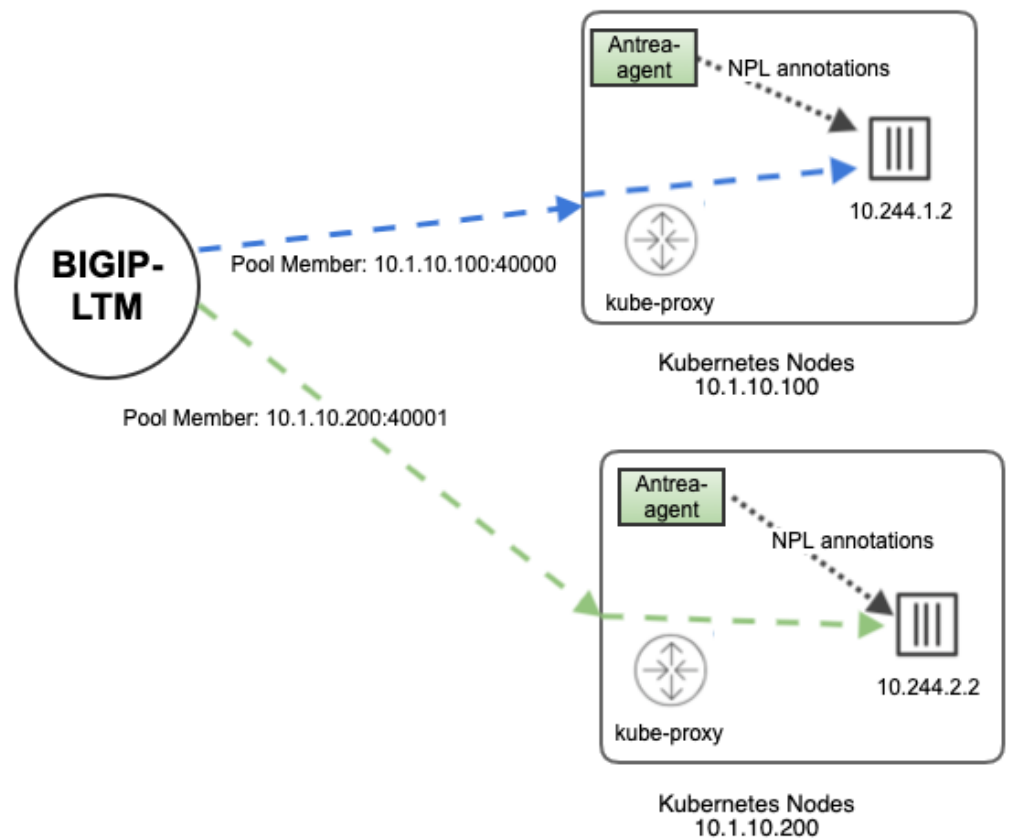 Antrea-
agent
NPL annotations
10.244.1.2
BIGIP-
LTM
Pool Member: 10.1.10.100:40000
kube-proxy
Kubernetes Nodes
10.1.10.100
Pool Member: 10.1.10.200:40001
Antrea-
agent
NPL annotations
10.244.2.2
kube-proxy
Kubernetes Nodes
10.1.10.200